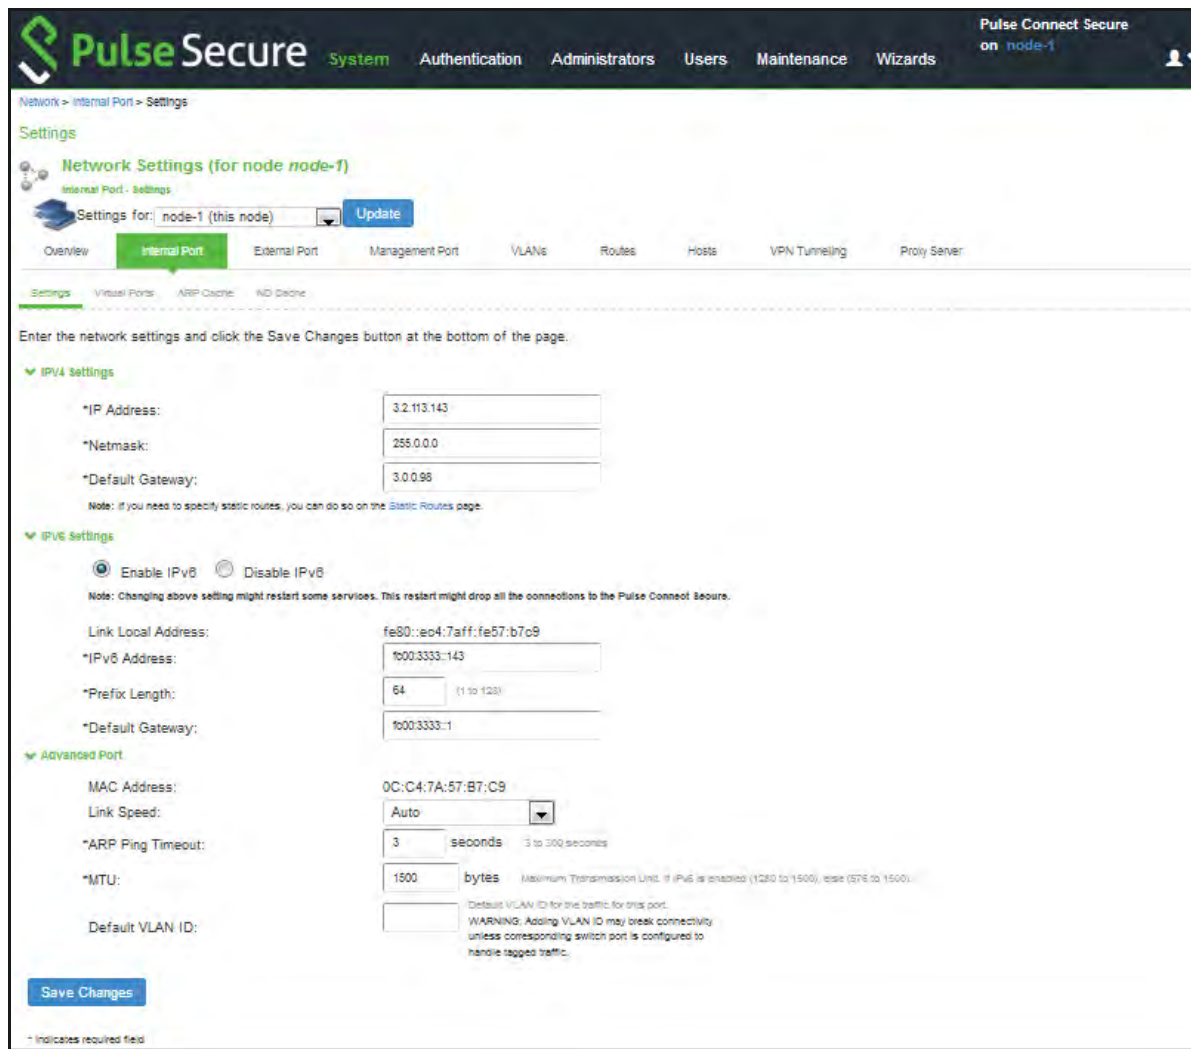 Pulse Secure System Authentication Administrators Users Maintenance Wizards
Pulse Connect Secure
on node-1
Network > Internal Port > Settings
Settings
Network Settings (for node node-1)
Internal Port - Settings
Settings for: node-1 (this node) Update
Overview Internal Port External Port Management Port VLANs Routes Hosts VPN Tunneling Proxy Server
Settings Virtual Ports ARP Cache ND Cache
Enter the network settings and click the Save Changes button at the bottom of the page.
IPV4 Settings
*IP Address: 3.2.113.143
*Netmask: 255.0.0.0
*Default Gateway: 3.0.0.98
Note: If you need to specify static routes, you can do so on the Static Routes page.
IPV6 Settings
Enable IPv6 Disable IPv6
Note: Changing above setting might restart some services. This restart might drop all the connections to the Pulse Connect Secure.
Link Local Address: fe80::ec4:7aff:fe57:b7c9
*IPv6 Address: fc00:3333::143
*Prefix Length: 64 (1 to 128)
*Default Gateway: fc00:3333::1
Advanced Port
MAC Address: 0C:C4:7A:57:B7:C9
Link Speed: Auto
*ARP Ping Timeout: 3 seconds 3 to 300 seconds
*MTU: 1500 bytes Maximum Transmission Unit. If IPv6 is enabled (1280 to 1500), else (576 to 1500).
Default VLAN ID: Default VLAN ID for the traffic for this port.
WARNING: Adding VLAN ID may break connectivity
unless corresponding switch port is configured to
handle tagged traffic.
Save Changes
* indicates required field